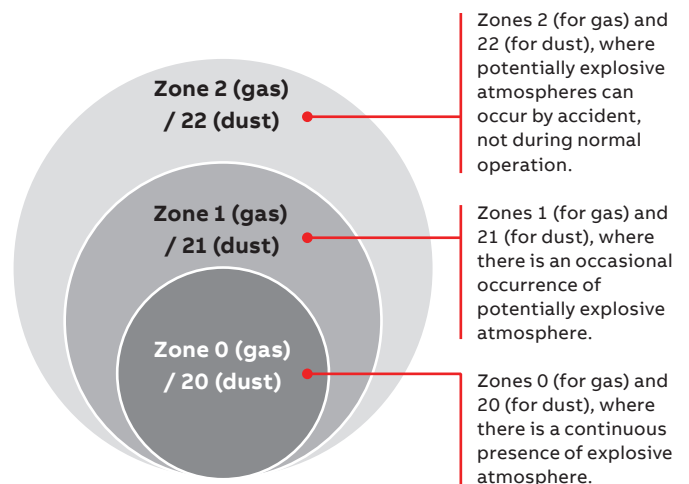 Zone 2 (gas)
/ 22 (dust)
Zones 2 (for gas) and
22 (for dust), where
potentially explosive
atmospheres can
occur by accident,
not during normal
operation.
Zone 1 (gas)
/ 21 (dust)
Zones 1 (for gas) and
21 (for dust), where
there is an occasional
occurrence of
potentially explosive
atmosphere.
Zone 0 (gas)
/ 20 (dust)
Zones 0 (for gas) and
20 (for dust), where
there is a continuous
presence of explosive
atmosphere.